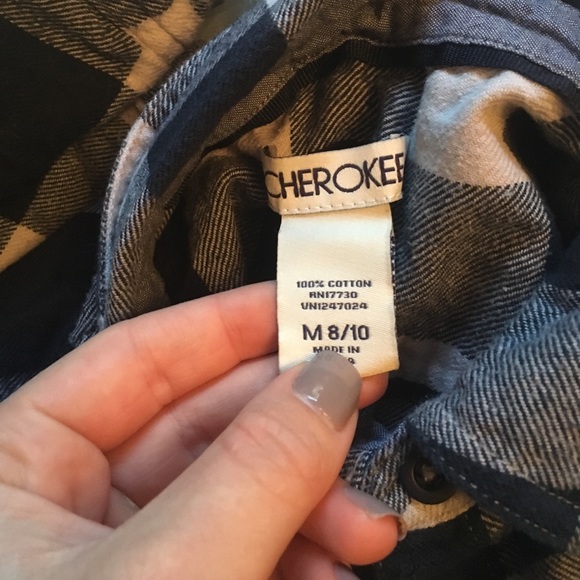 CHEROKEE
100% COTTON
RN17730
VN1247024
M 8/10
MADE IN